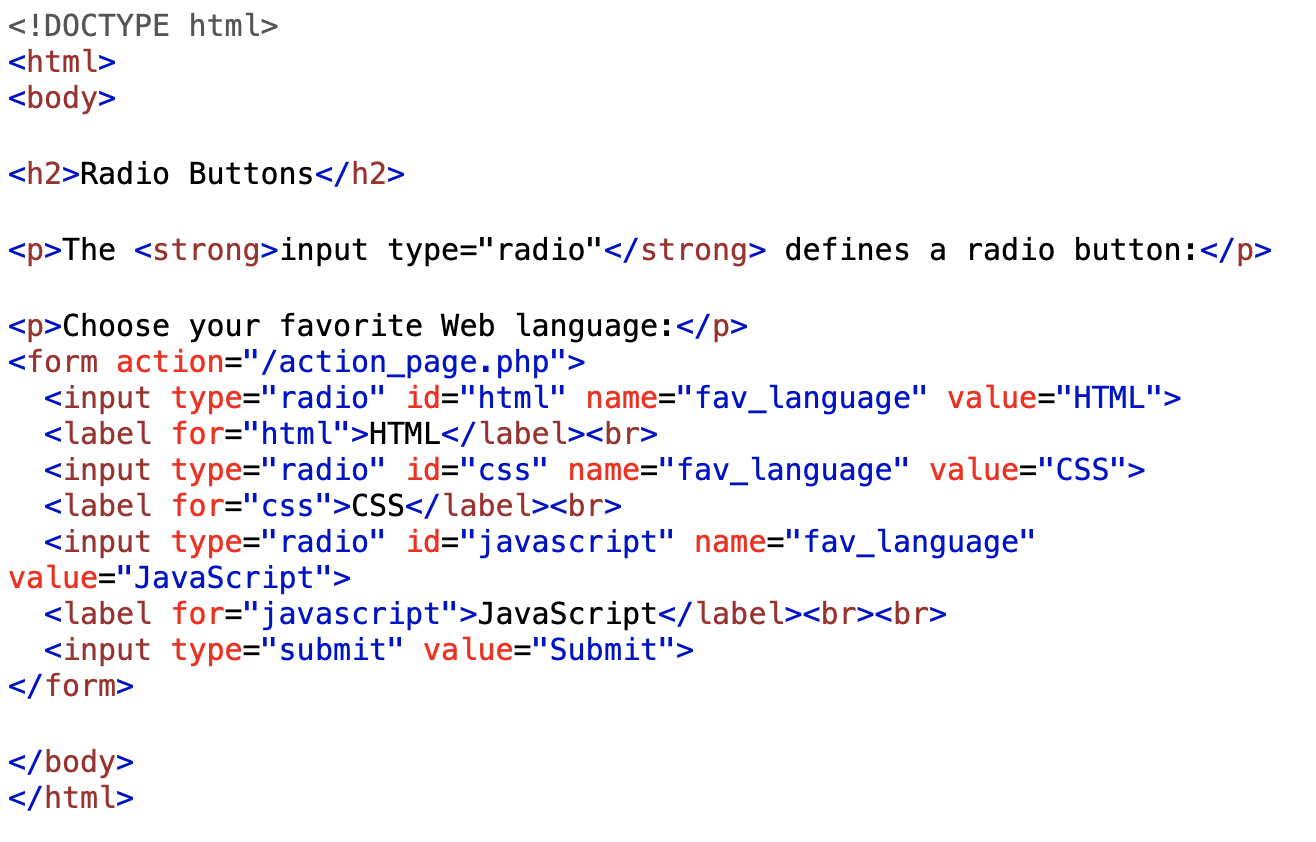 <!DOCTYPE html>
<html>
<body>
<h2>Radio Buttons</h2>
<p>The <strong>input type="radio"</strong> defines a radio button:</p>
<p>Choose your favorite Web language:</p>
<form action="/action_page.php">
  <input type="radio" id="html" name="fav_language" value="HTML">
  <label for="html">HTML</label><br>
  <input type="radio" id="css" name="fav_language" value="CSS">
  <label for="css">CSS</label><br>
  <input type="radio" id="javascript" name="fav_language"
value="JavaScript">
  <label for="javascript">JavaScript</label><br><br>
  <input type="submit" value="Submit">
</form>
</body>
</html>